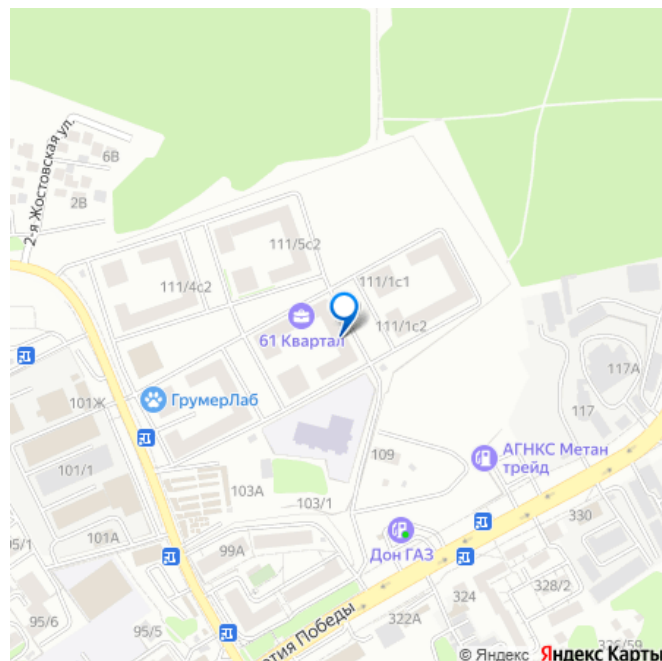 2-я Жостовская ул.
6В
2В
111/5с2
111/4с2
111/1с1
61 Квартал
111/1с2
117А
101Ж
ГрумерЛаб
117
АГНКС Метан
трейд
109
101/1
103А
103/1
330
95/1
101А
99А
Дон ГАЗ
328/2
324
322А
95/6
95/5
етия Победы
326/59
© Яндекс Яндекс Карты